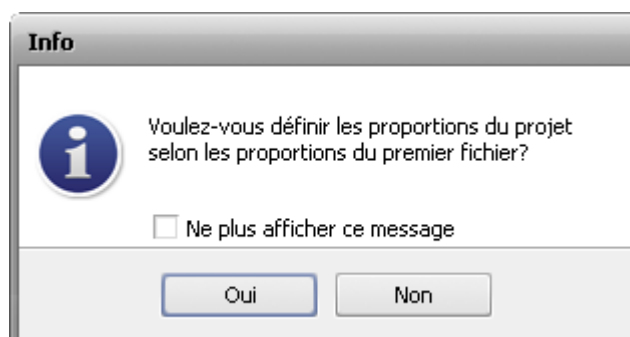 Info
Voulez-vous définir les proportions du projet
selon les proportions du premier fichier?
Ne plus afficher ce message
Oui
Non